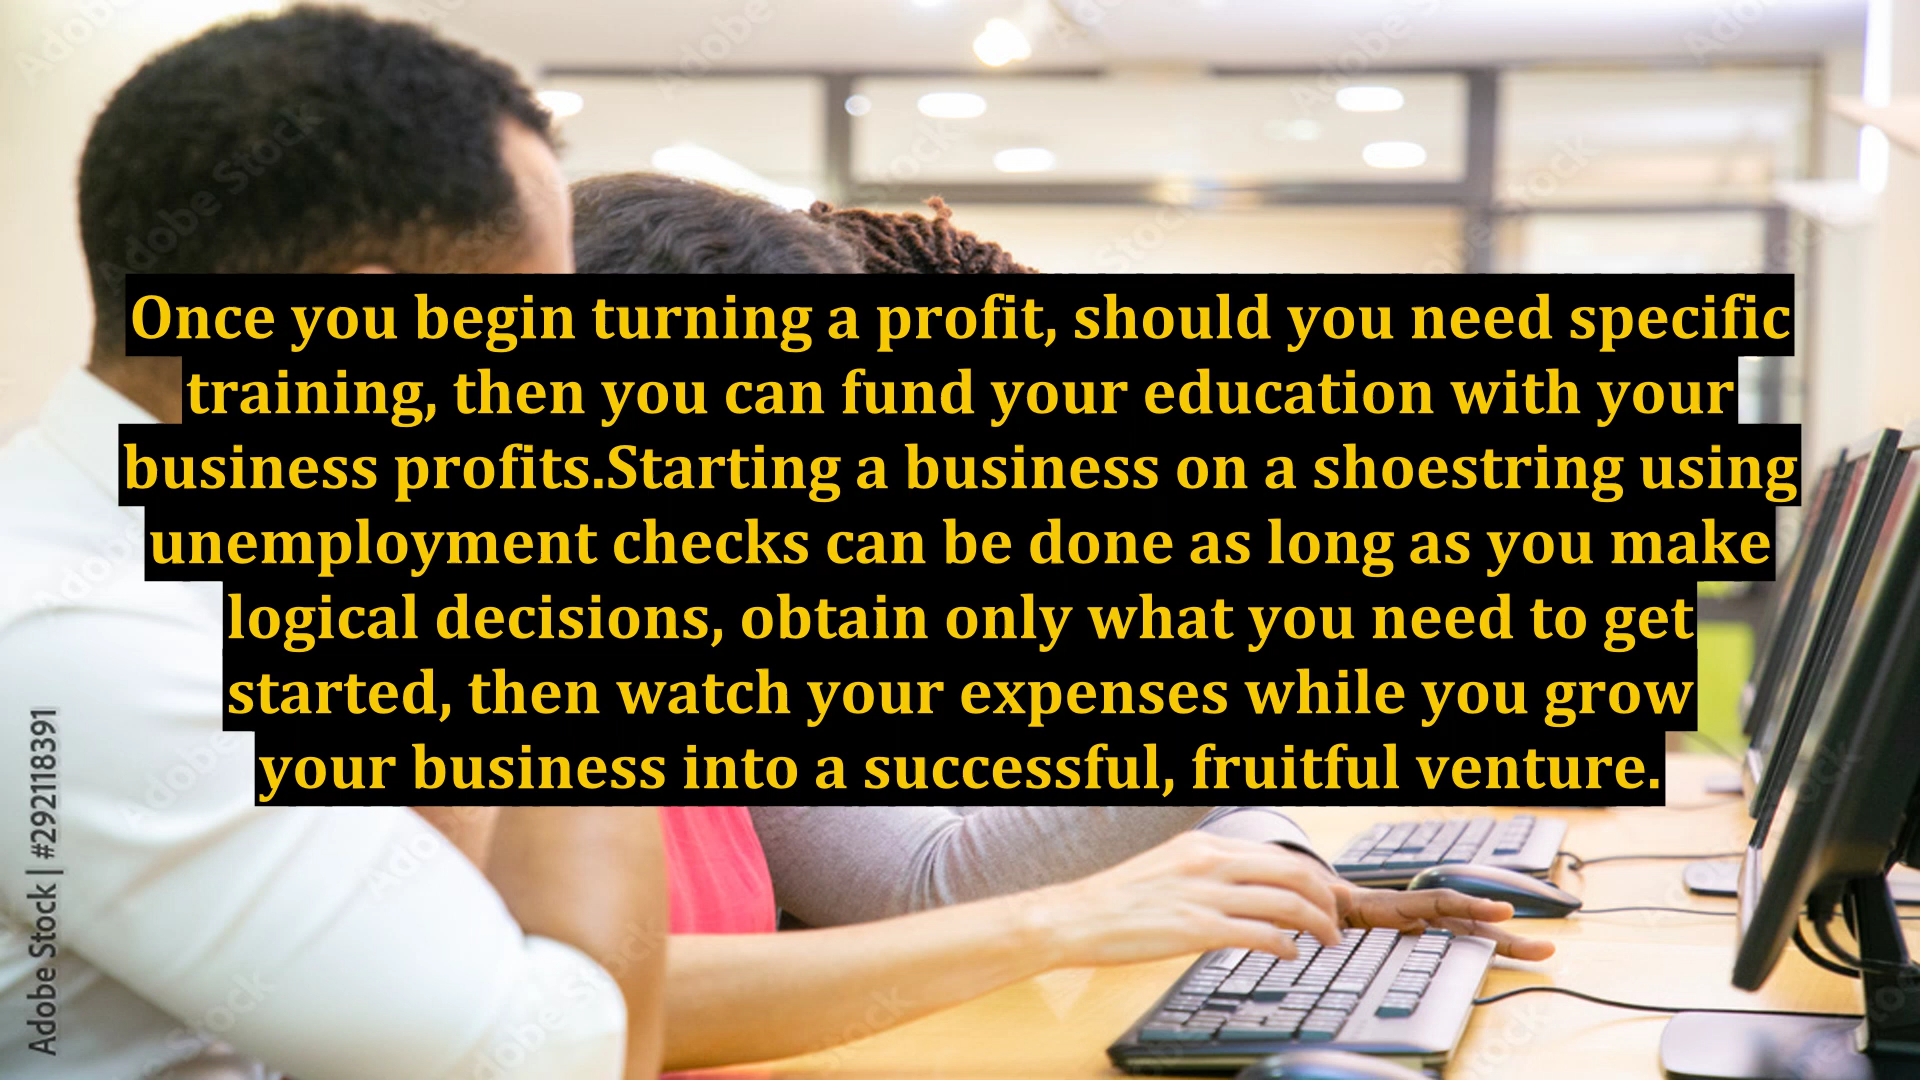 Once you begin turning a profit, should you need specific
training, then you can fund your education with your
business profits.Starting a business on a shoestring using
unemployment checks can be done as long as you make
logical decisions, obtain only what you need to get
started, then watch your expenses while you grow
your business into a successful, fruitful venture.
Adobe Stock | #292118391